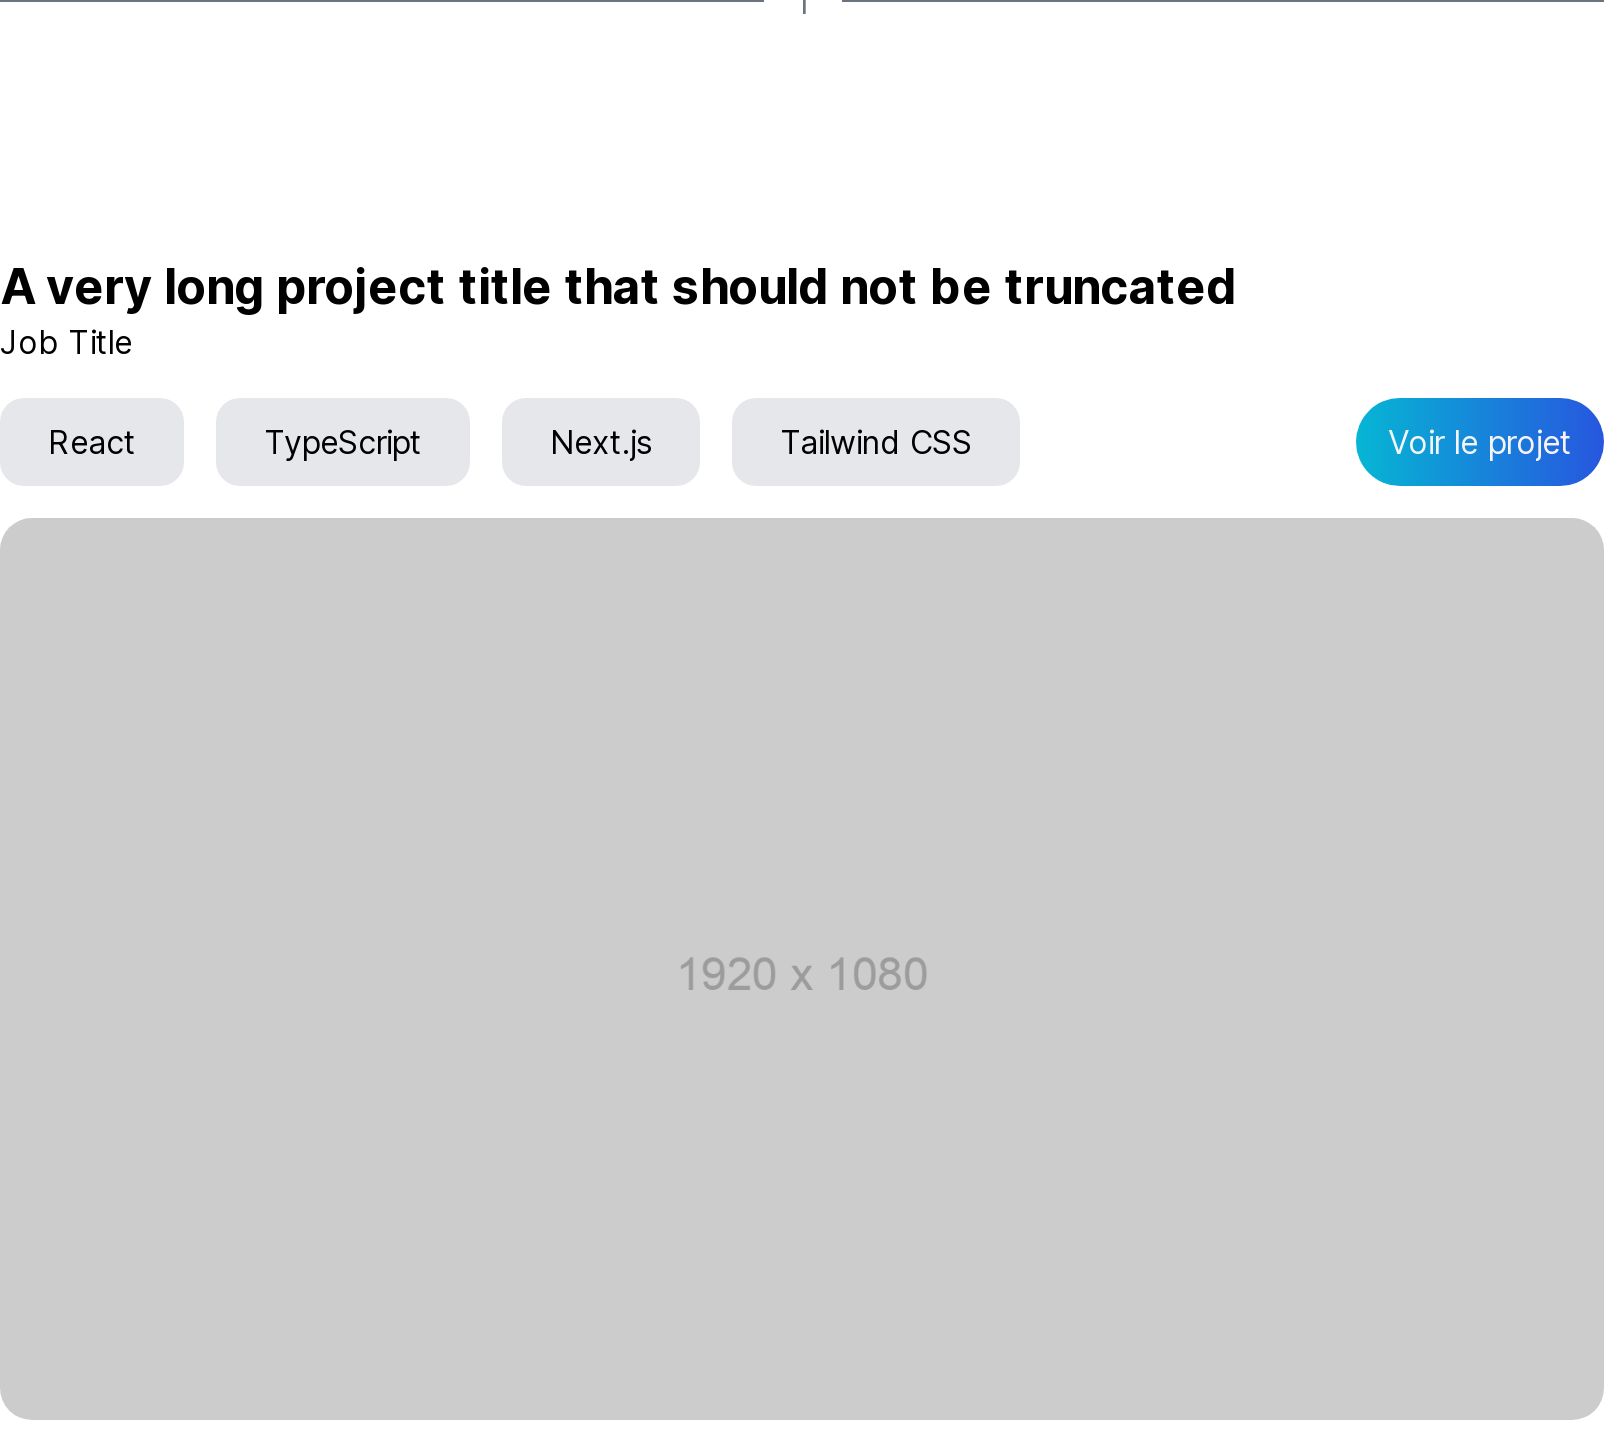 A very long project title that should not be truncated
Job Title
React TypeScript Next.js Tailwind CSS Voir le projet
1920 x 1080